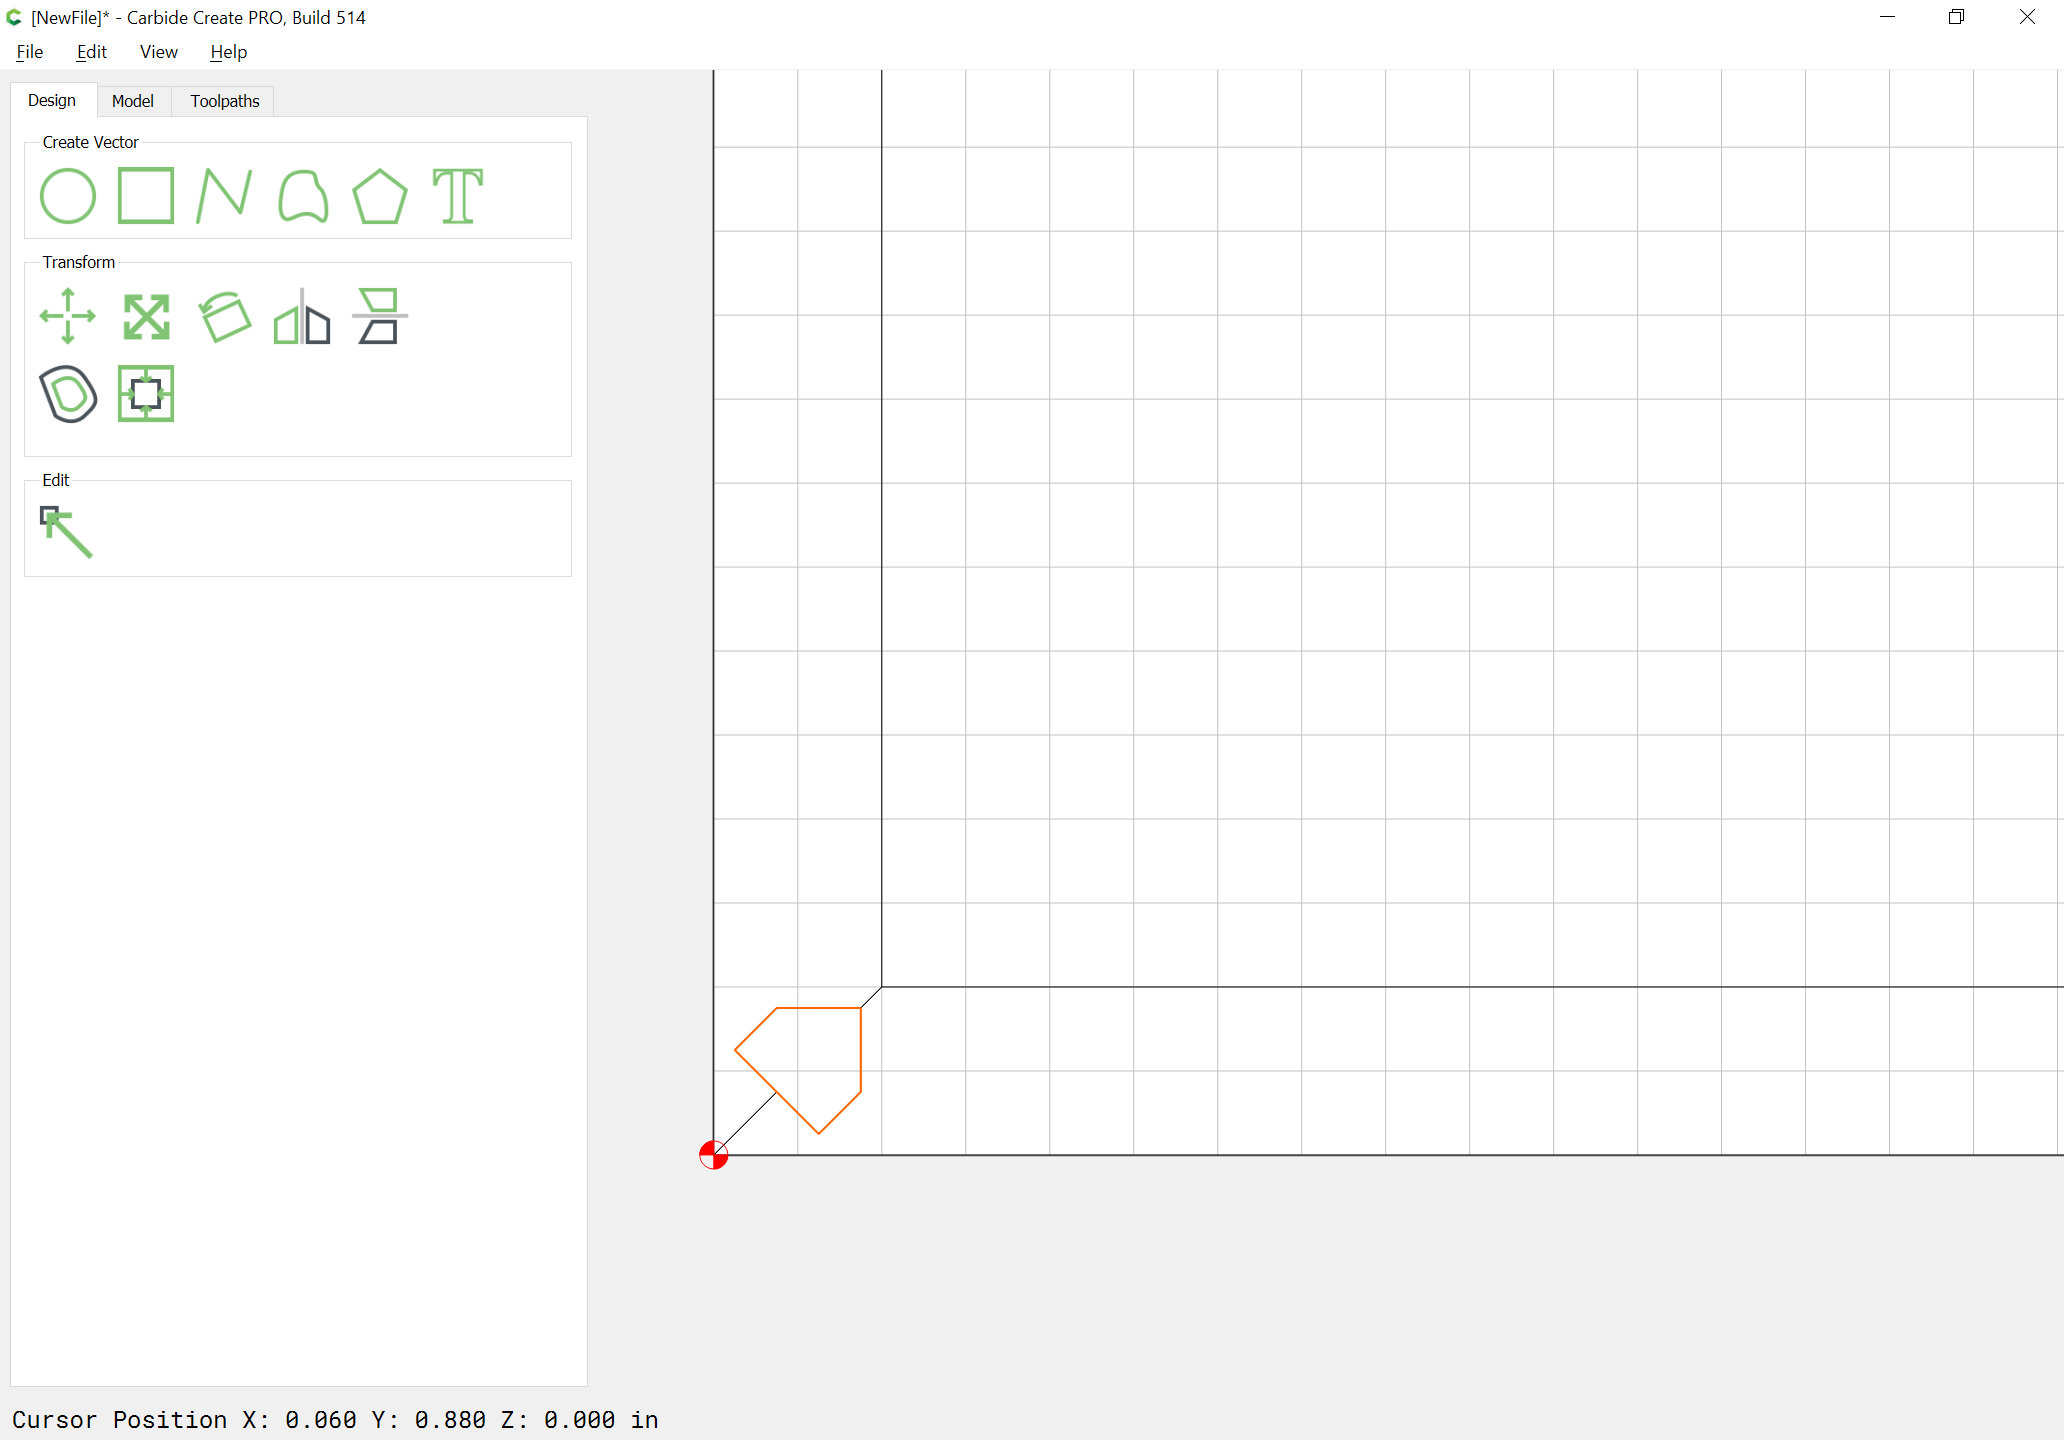 [NewFile]* - Carbide Create PRO, Build 514
File Edit View Help
Design Model Toolpaths
Create Vector
Transform
Edit
Cursor Position X: 0.060 Y: 0.880 Z: 0.000 in